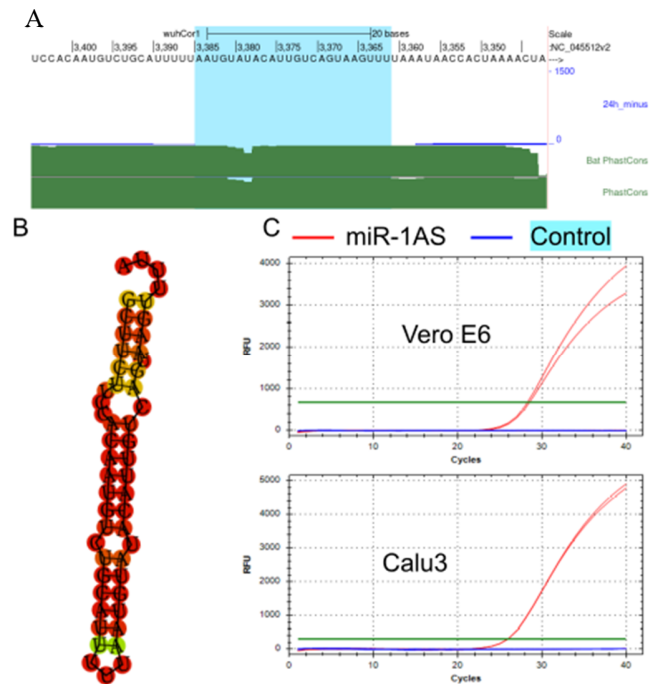 A
wuhCor1 20 bases Scale
3,400 3,395 3,390 3,385 3,380 3,375 3,370 3,365 3,360 3,355 3,350 :NC_045512v2
UCCACAAUGUCUGCAUUUUUAAUGUAUACAUUGUCAGUAAGUUUUAAAUAACCACUAAAACUA --->
1500
24h_minus
0
Bat PhastCons
PhastCons
B
C
miR-1AS Control
4000
3000
2000
1000
0
RFU
Vero E6
0 10 20 30 40
Cycles
5000
4000
3000
2000
1000
0
RFU
Calu3
0 10 20 30 40
Cycles